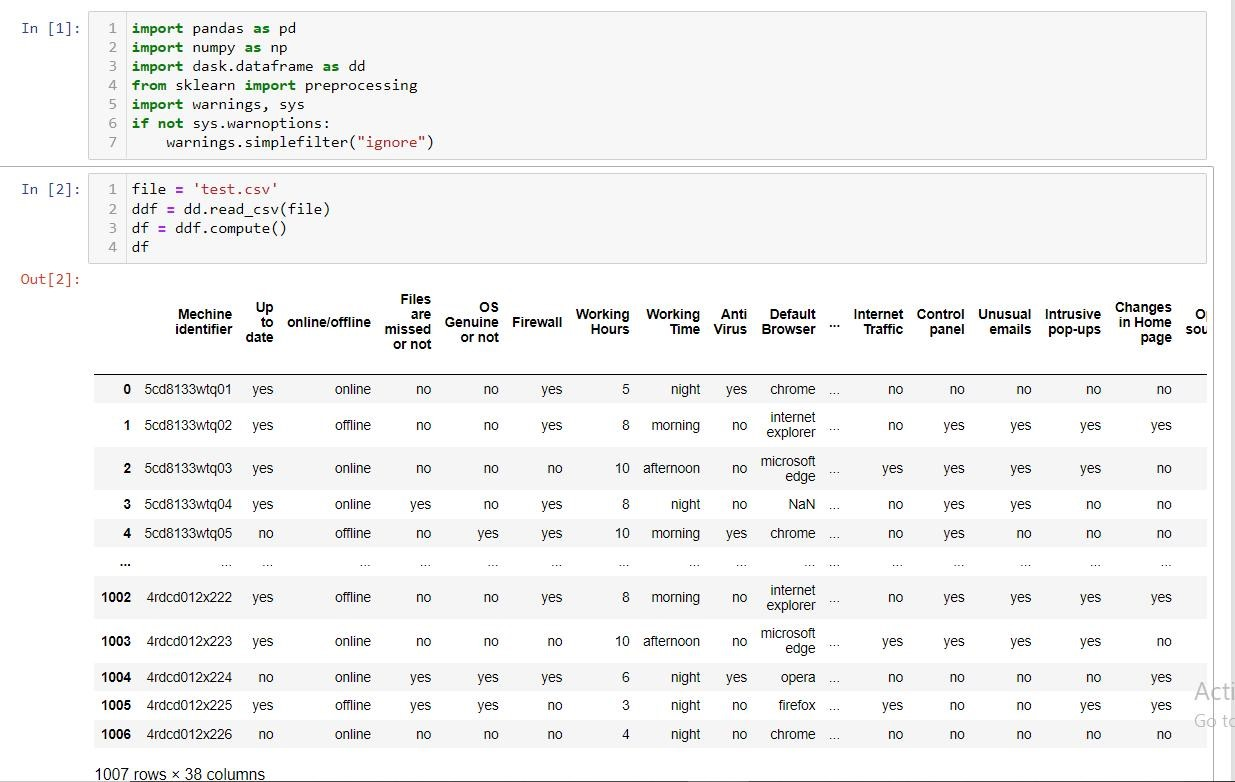 In [1]:
1 import pandas as pd
2 import numpy as np
3 import dask.dataframe as dd
4 from sklearn import preprocessing
5 import warnings, sys
6 if not sys.warnoptions:
7     warnings.simplefilter("ignore")
In [2]:
1 file = 'test.csv'
2 ddf = dd.read_csv(file)
3 df = ddf.compute()
4 df
Out[2]:
Mechine identifier Up to date online/offline Files are missed or not OS Genuine or not Firewall Working Hours Working Time Anti Virus Default Browser ... Internet Traffic Control panel Unusual emails Intrusive pop-ups Changes in Home page
0 5cd8133wtq01 yes online no no yes 5 night yes chrome ... no no no no no
1 5cd8133wtq02 yes offline no no yes 8 morning no internet explorer ... no yes yes yes yes
2 5cd8133wtq03 yes online no no no 10 afternoon no microsoft edge ... yes yes yes yes no
3 5cd8133wtq04 yes online yes no yes 8 night no NaN ... no yes yes no no
4 5cd8133wtq05 no offline no yes yes 10 morning yes chrome ... no yes no no no
... ... ... ... ... ... ... ... ... ... ... ... ... ... ... ... ...
1002 4rdcd012x222 yes offline no no yes 8 morning no internet explorer ... no yes yes yes yes
1003 4rdcd012x223 yes online no no no 10 afternoon no microsoft edge ... yes yes yes yes no
1004 4rdcd012x224 no online yes yes yes 6 night yes opera ... no no no no yes
1005 4rdcd012x225 yes offline yes yes no 3 night no firefox ... yes no no yes yes
1006 4rdcd012x226 no online no no no 4 night no chrome ... no no no no no
1007 rows × 38 columns
Acti
Go to